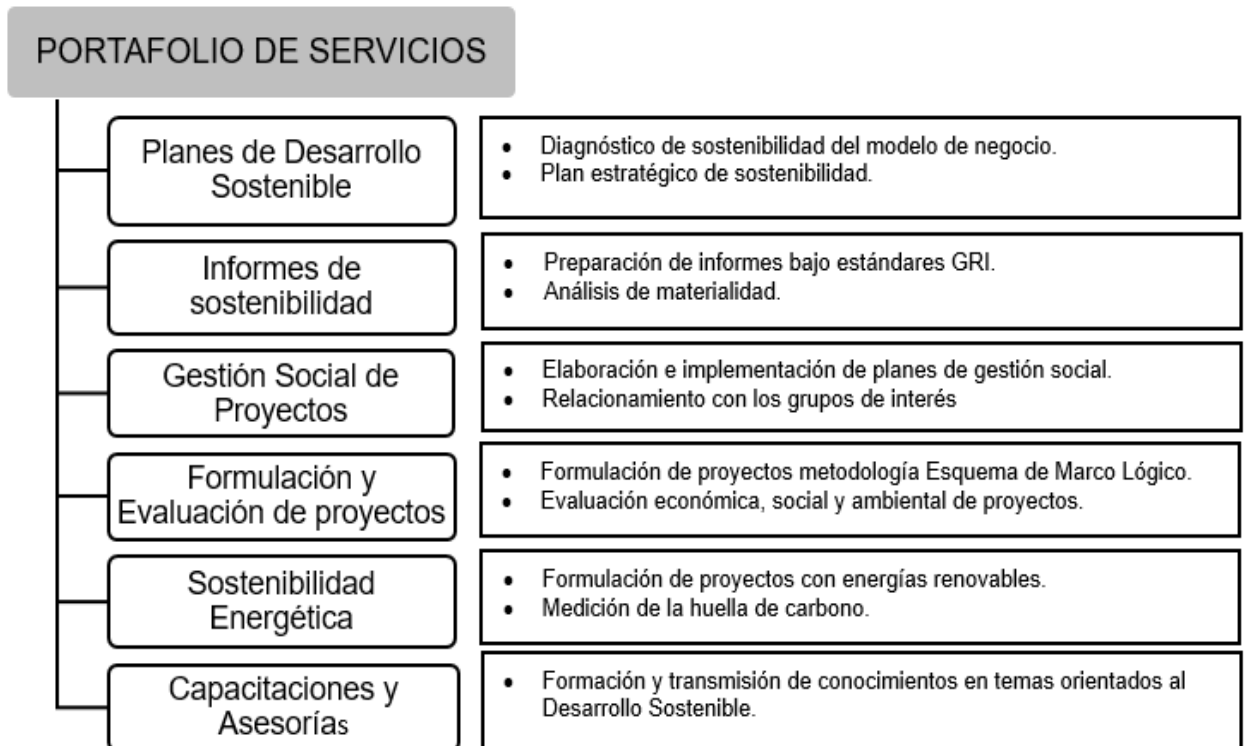 PORTAFOLIO DE SERVICIOS
Planes de Desarrollo
Sostenible
• Diagnóstico de sostenibilidad del modelo de negocio.
• Plan estratégico de sostenibilidad.
Informes de
sostenibilidad
• Preparación de informes bajo estándares GRI.
• Análisis de materialidad.
Gestión Social de
Proyectos
• Elaboración e implementación de planes de gestión social.
• Relacionamiento con los grupos de interés
Formulación y
Evaluación de proyectos
• Formulación de proyectos metodología Esquema de Marco Lógico.
• Evaluación económica, social y ambiental de proyectos.
Sostenibilidad
Energética
• Formulación de proyectos con energías renovables.
• Medición de la huella de carbono.
Capacitaciones y
Asesorías
• Formación y transmisión de conocimientos en temas orientados al
Desarrollo Sostenible.